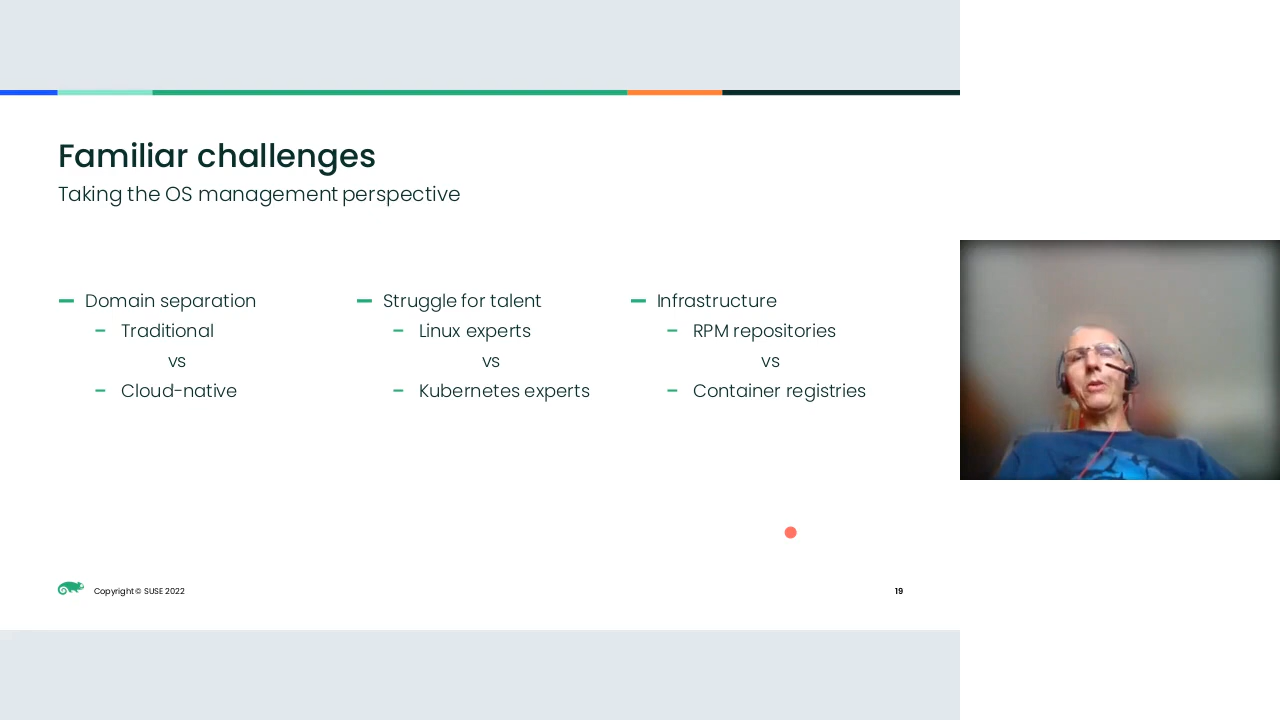 Familiar challenges
Taking the OS management perspective
Domain separation
Traditional
vs
Cloud-native
Struggle for talent
Linux experts
vs
Kubernetes experts
Infrastructure
RPM repositories
vs
Container registries
Copyright © SUSE 2022
19